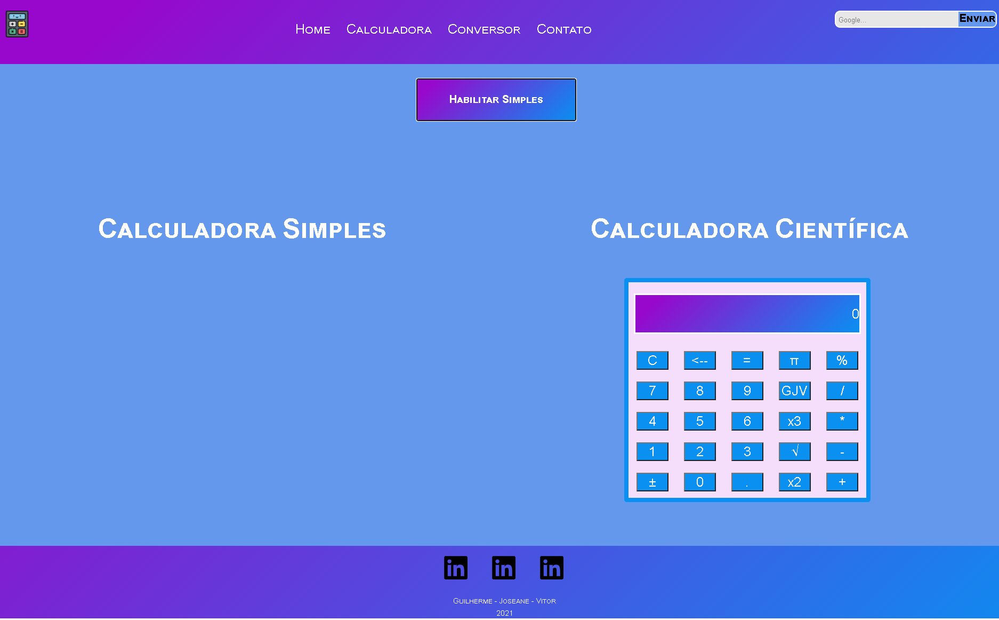 Home Calculadora Conversor Contato
Google...
Enviar
Habilitar Simples
Calculadora Simples
Calculadora Científica
0
C <-- = π %
7 8 9 GJV /
4 5 6 x3 *
1 2 3 √ -
± 0 . x2 +
in in in
Guilherme - Joseane - Vitor
2021